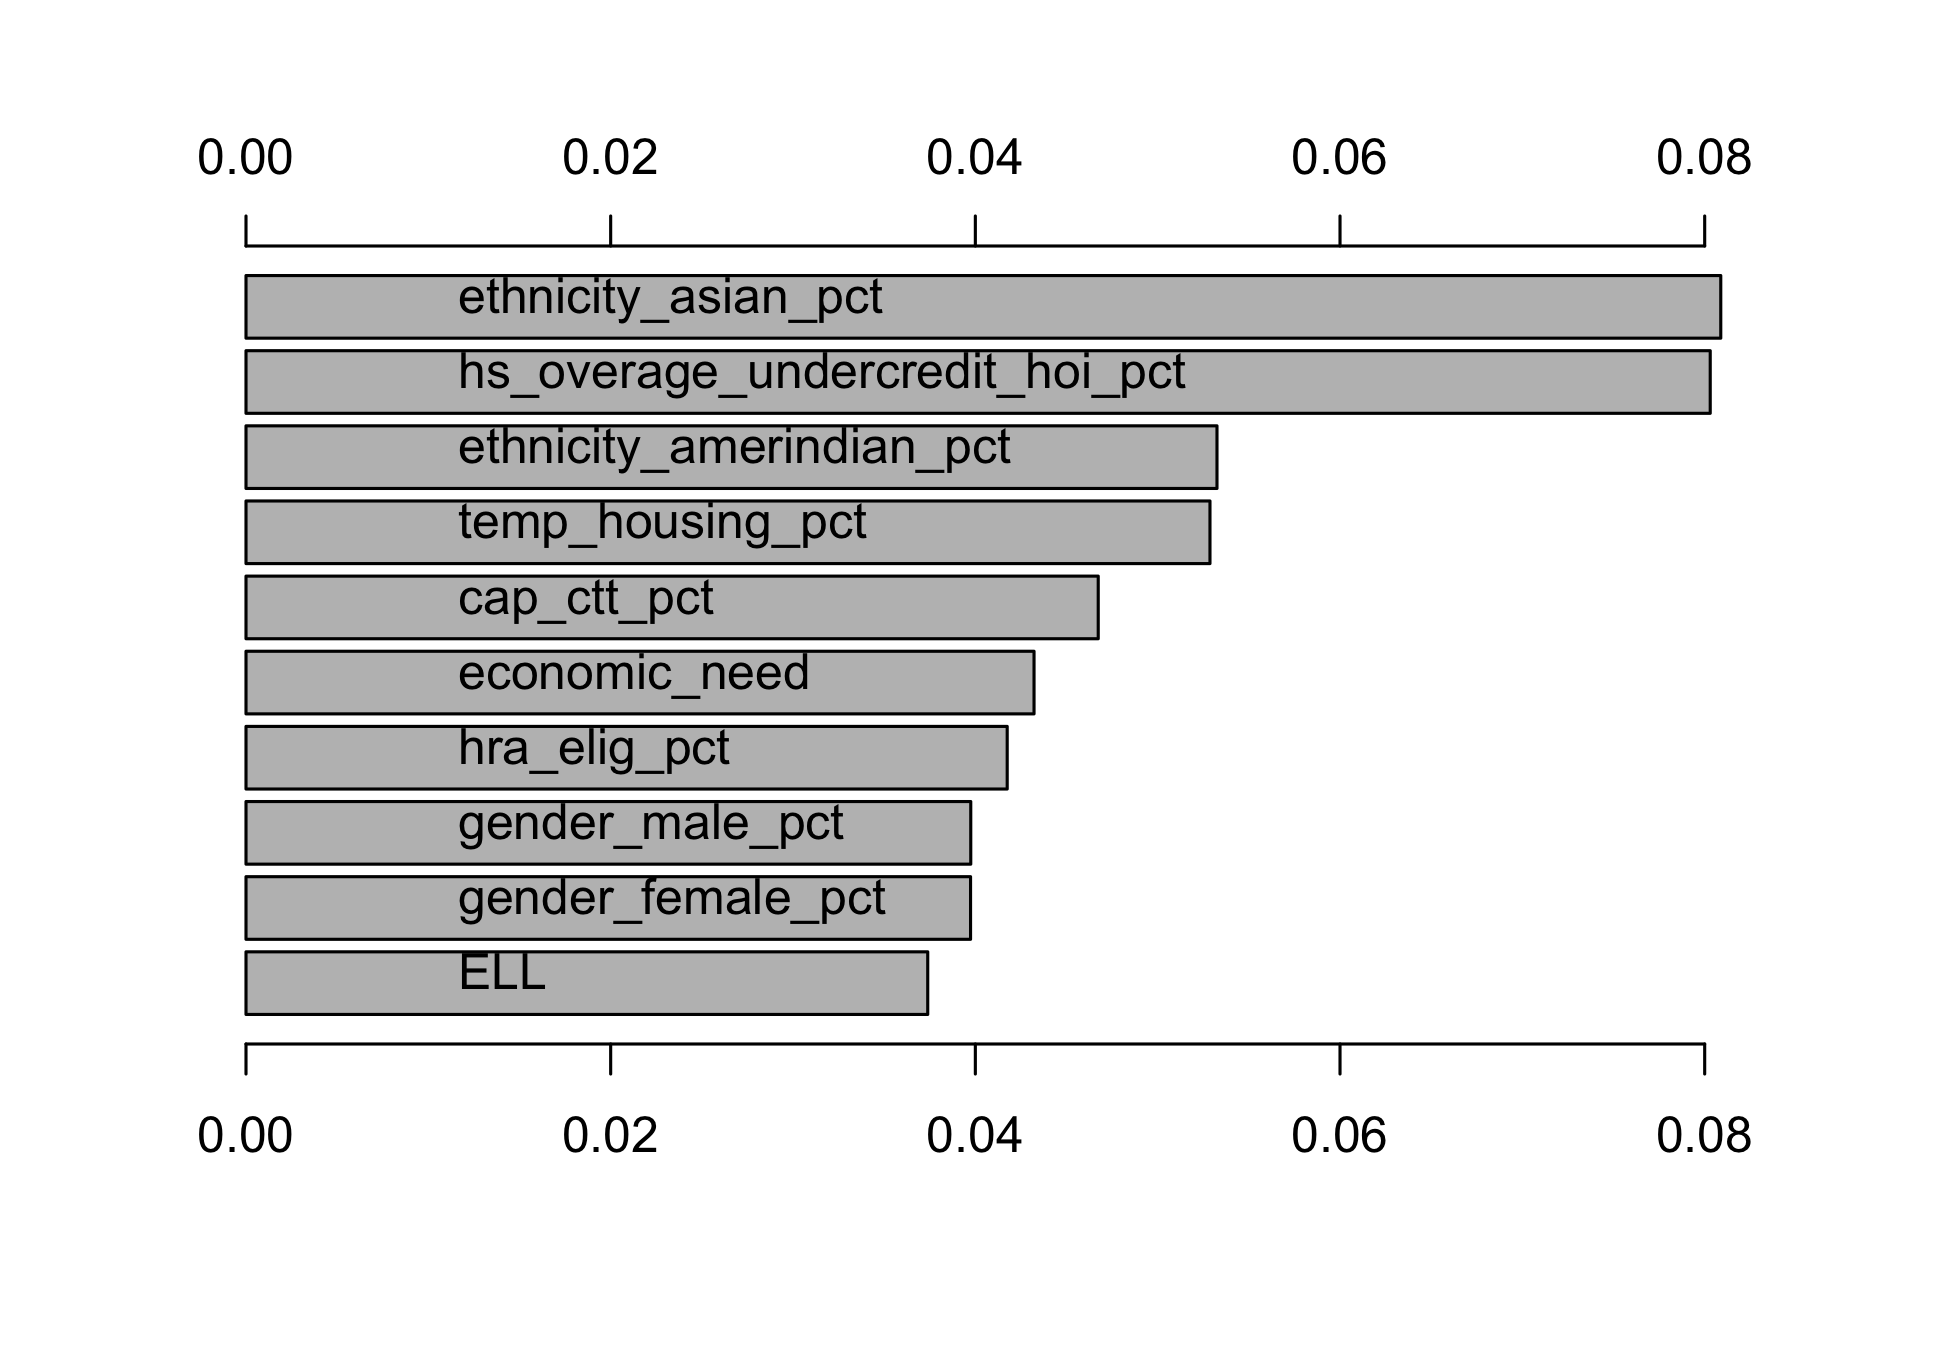 0.00 0.02 0.04 0.06 0.08
ethnicity_asian_pct
hs_overage_undercredit_hoi_pct
ethnicity_amerindian_pct
temp_housing_pct
cap_ctt_pct
economic_need
hra_elig_pct
gender_male_pct
gender_female_pct
ELL
0.00 0.02 0.04 0.06 0.08